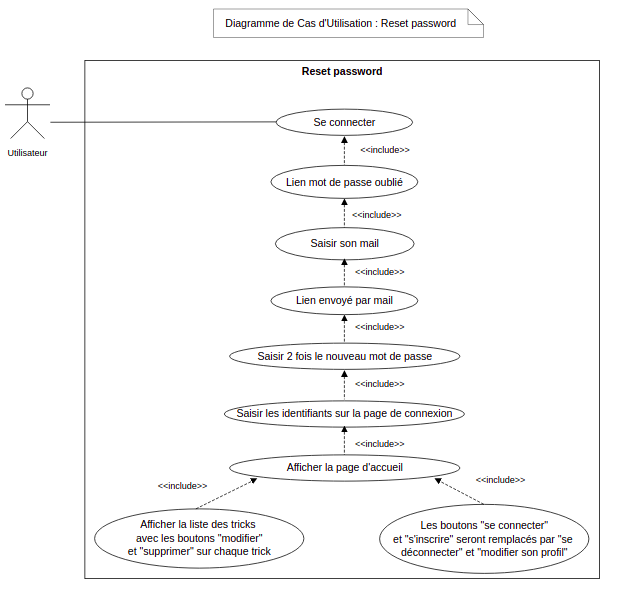 Diagramme de Cas d'Utilisation : Reset password
Reset password
Utilisateur
Se connecter
<<include>>
Lien mot de passe oublié
<<include>>
Saisir son mail
<<include>>
Lien envoyé par mail
<<include>>
Saisir 2 fois le nouveau mot de passe
<<include>>
Saisir les identifiants sur la page de connexion
<<include>>
Afficher la page d'accueil
<<include>>
<<include>>
Afficher la liste des tricks
avec les boutons "modifier"
et "supprimer" sur chaque trick
Les boutons "se connecter"
et "s'inscrire" seront remplacés par "se
déconnecter" et "modifier son profil"